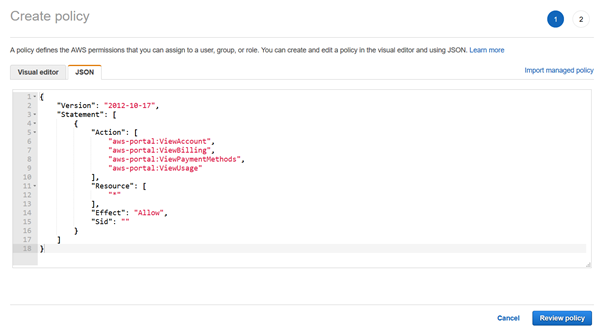 Create policy
1
2
A policy defines the AWS permissions that you can assign to a user, group, or role. You can create and edit a policy in the visual editor and using JSON. Learn more
Visual editor
JSON
Import managed policy
1 {
2 "Version": "2012-10-17",
3 "Statement": [
4 {
5 "Action": [
6 "aws-portal:ViewAccount",
7 "aws-portal:ViewBilling",
8 "aws-portal:ViewPaymentMethods",
9 "aws-portal:ViewUsage"
10 ],
11 "Resource": [
12 "*"
13 ],
14 "Effect": "Allow",
15 "Sid": ""
16 }
17 ]
18 }
Cancel
Review policy